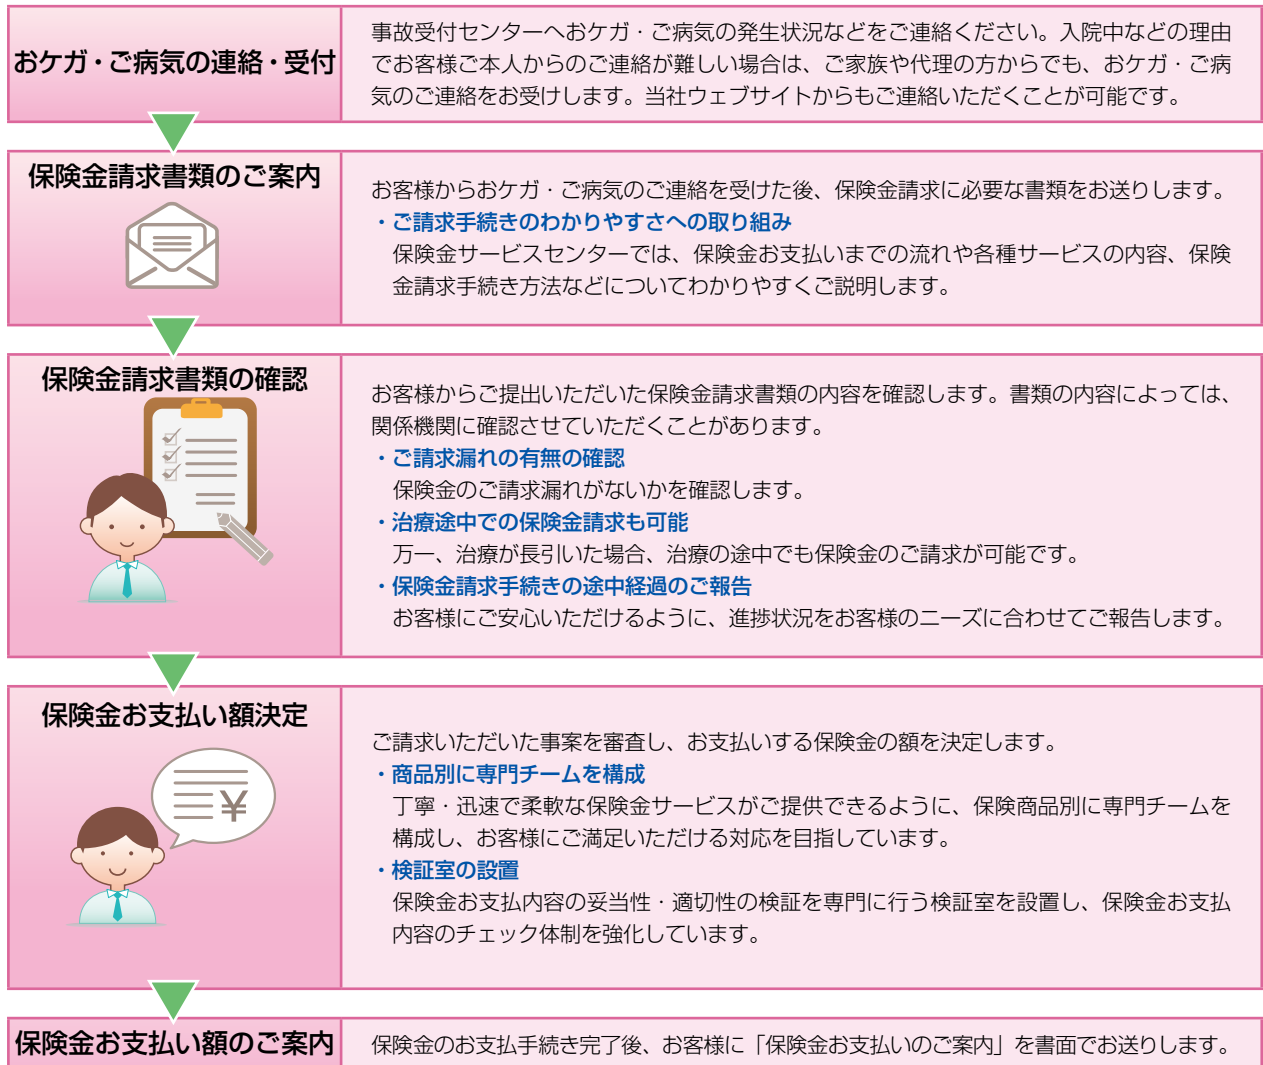 おケガ・ご病気の連絡・受付
事故受付センターへおケガ・ご病気の発生状況などをご連絡ください。入院中などの理由
でお客様ご本人からのご連絡が難しい場合は、ご家族や代理の方からでも、おケガ・ご病
気のご連絡をお受けします。当社ウェブサイトからもご連絡いただくことが可能です。
保険金請求書類のご案内
お客様からおケガ・ご病気のご連絡を受けた後、保険金請求に必要な書類をお送りします。
・ご請求手続きのわかりやすさへの取り組み
保険金サービスセンターでは、保険金お支払いまでの流れや各種サービスの内容、保険
金請求手続き方法などについてわかりやすくご説明します。
保険金請求書類の確認
お客様からご提出いただいた保険金請求書類の内容を確認します。書類の内容によっては、
関係機関に確認させていただくことがあります。
・ご請求漏れの有無の確認
保険金のご請求漏れがないかを確認します。
・治療途中での保険金請求も可能
万一、治療が長引いた場合、治療の途中でも保険金のご請求が可能です。
・保険金請求手続きの途中経過のご報告
お客様にご安心いただけるように、進捗状況をお客様のニーズに合わせてご報告します。
保険金お支払い額決定
¥
ご請求いただいた事案を審査し、お支払いする保険金の額を決定します。
・商品別に専門チームを構成
丁寧・迅速で柔軟な保険金サービスがご提供できるように、保険商品別に専門チームを
構成し、お客様にご満足いただける対応を目指しています。
・検証室の設置
保険金お支払内容の妥当性・適切性の検証を専門に行う検証室を設置し、保険金お支払
内容のチェック体制を強化しています。
保険金お支払い額のご案内
保険金のお支払手続き完了後、お客様に「保険金お支払いのご案内」を書面でお送りします。